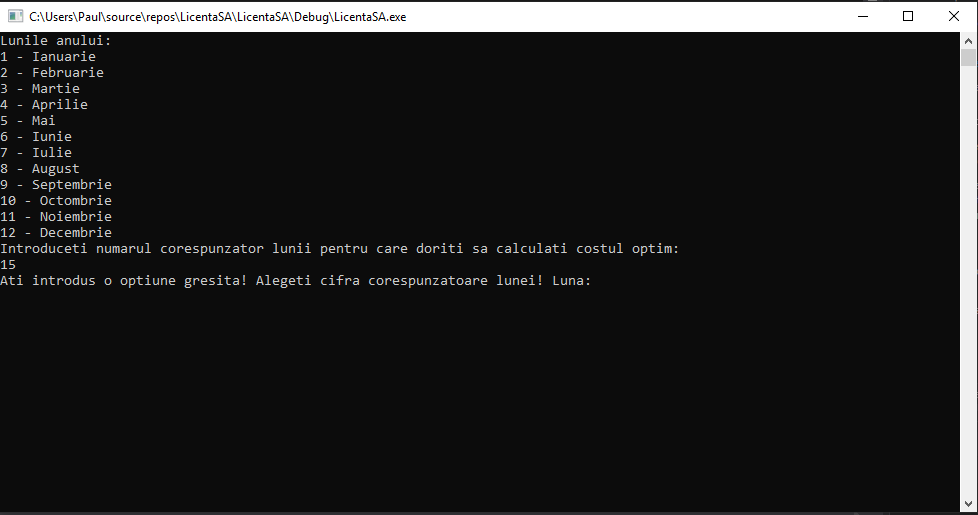 C:\Users\Paul\source\repos\LicentaSA\LicentaSA\Debug\LicentaSA.exe
Lunile anului:
1 - Ianuarie
2 - Februarie
3 - Martie
4 - Aprilie
5 - Mai
6 - Iunie
7 - Iulie
8 - August
9 - Septembrie
10 - Octombrie
11 - Noiembrie
12 - Decembrie
Introduceti numarul corespunzator lunii pentru care doriti sa calculati costul optim:
15
Ati introdus o optiune gresita! Alegeti cifra corespunzatoare lunei! Luna: